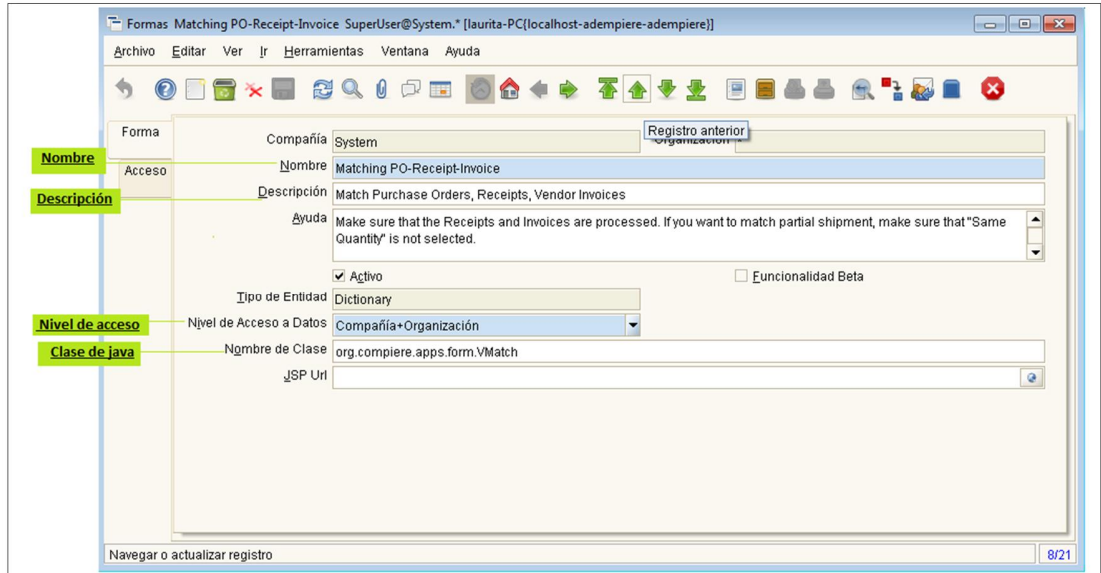 Formas Matching PO-Receipt-Invoice SuperUser@System.* [laurita-PC{localhost-adempiere-adempiere}]
Archivo Editar Ver Ir Herramientas Ventana Ayuda
Registro anterior
Forma
Acceso
Compañía System Organización *
Nombre
Nombre Matching PO-Receipt-Invoice
Descripción
Descripción Match Purchase Orders, Receipts, Vendor Invoices
Ayuda Make sure that the Receipts and Invoices are processed. If you want to match partial shipment, make sure that "Same
Quantity" is not selected.
Activo Funcionalidad Beta
Tipo de Entidad Dictionary
Nivel de acceso
Nivel de Acceso a Datos Compañía+Organización
Clase de java
Nombre de Clase org.compiere.apps.form.VMatch
JSP Url
Navegar o actualizar registro 8/21